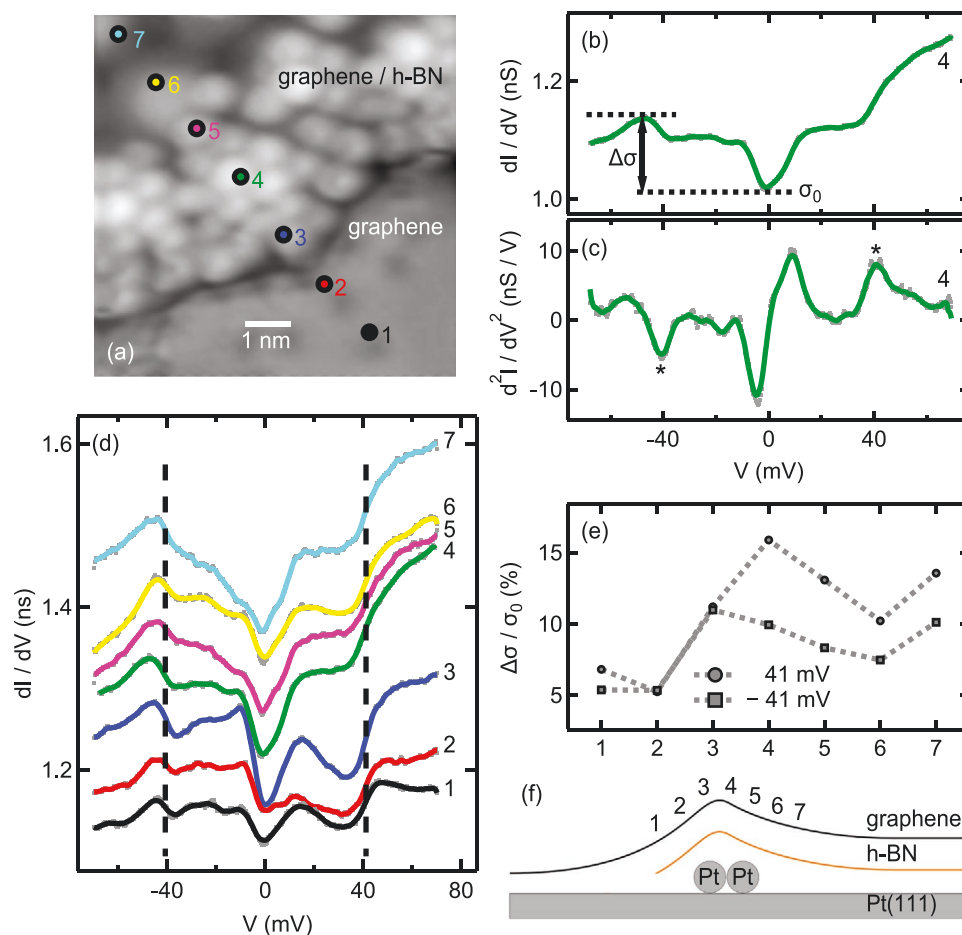 7
6
graphene / h-BN
5
4
graphene
3
2
1
1 nm
(a)
(b)
4
dI / dV (nS)
1.2
1.0
Δσ
σ0
(c)
4
d2I / dV2 (nS / V)
10
0
-10
*
*
-40
0
40
V (mV)
(d)
dI / dV (ns)
1.6
1.4
1.2
7
6
5
4
3
2
1
-40
0
40
80
V (mV)
(e)
Δσ / σ0 (%)
15
10
5
41 mV
− 41 mV
1 2 3 4 5 6 7
(f)
1 2 3 4 5 6 7
graphene
h-BN
Pt Pt
Pt(111)